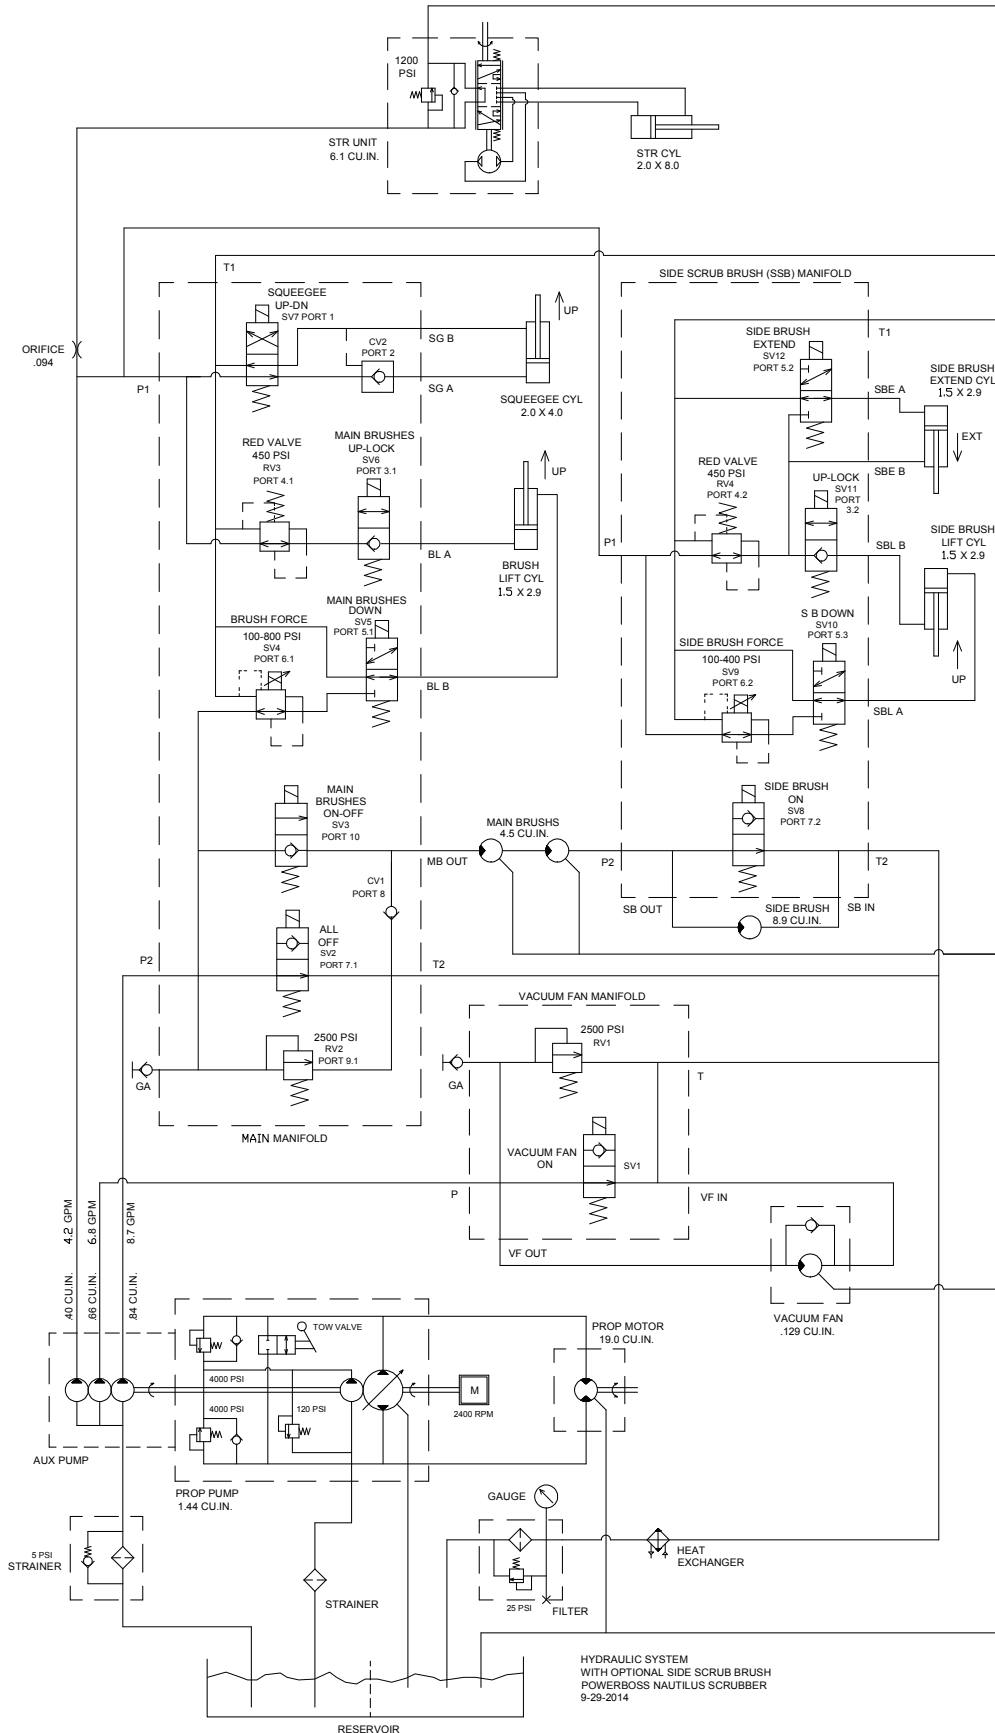 1200
PSI
STR UNIT
6.1 CU.IN.
STR CYL
2.0 X 8.0
T1
SQUEEGEE
UP-DN
SV7 PORT 1
CV2
PORT 2
SG B
SG A
UP
SQUEEGEE CYL
2.0 X 4.0
ORIFICE
.094
P1
RED VALVE
450 PSI
RV3
PORT 4.1
MAIN BRUSHES
UP-LOCK
SV6
PORT 3.1
BL A
UP
BRUSH
LIFT CYL
1.5 X 2.9
MAIN BRUSHES
DOWN
SV5
PORT 5.1
BRUSH FORCE
100-800 PSI
SV4
PORT 6.1
BL B
MAIN
BRUSHES
ON-OFF
SV3
PORT 10
MB OUT
CV1
PORT 8
ALL
OFF
SV2
PORT 7.1
P2
T2
2500 PSI
RV2
PORT 9.1
GA
MAIN MANIFOLD
SIDE SCRUB BRUSH (SSB) MANIFOLD
SIDE BRUSH
EXTEND
SV12
PORT 5.2
T1
SBE A
SIDE BRUSH
EXTEND CYL
1.5 X 2.9
EXT
SBE B
RED VALVE
450 PSI
RV4
PORT 4.2
UP-LOCK
SV11
PORT
3.2
P1
SBL B
SIDE BRUSH
LIFT CYL
1.5 X 2.9
UP
S B DOWN
SV10
PORT 5.3
SIDE BRUSH FORCE
100-400 PSI
SV9
PORT 6.2
SBL A
SIDE BRUSH
ON
SV8
PORT 7.2
MAIN BRUSHS
4.5 CU.IN.
P2
T2
SB OUT
SIDE BRUSH
8.9 CU.IN.
SB IN
VACUUM FAN MANIFOLD
2500 PSI
RV1
GA
T
VACUUM FAN
ON
SV1
P
VF IN
VF OUT
VACUUM FAN
.129 CU.IN.
4.2 GPM
6.8 GPM
8.7 GPM
.40 CU.IN.
.66 CU.IN.
.84 CU.IN.
TOW VALVE
4000 PSI
4000 PSI
120 PSI
M
2400 RPM
PROP MOTOR
19.0 CU.IN.
AUX PUMP
PROP PUMP
1.44 CU.IN.
GAUGE
5 PSI
STRAINER
STRAINER
25 PSI
FILTER
HEAT
EXCHANGER
HYDRAULIC SYSTEM
WITH OPTIONAL SIDE SCRUB BRUSH
POWERBOSS NAUTILUS SCRUBBER
9-29-2014
RESERVOIR